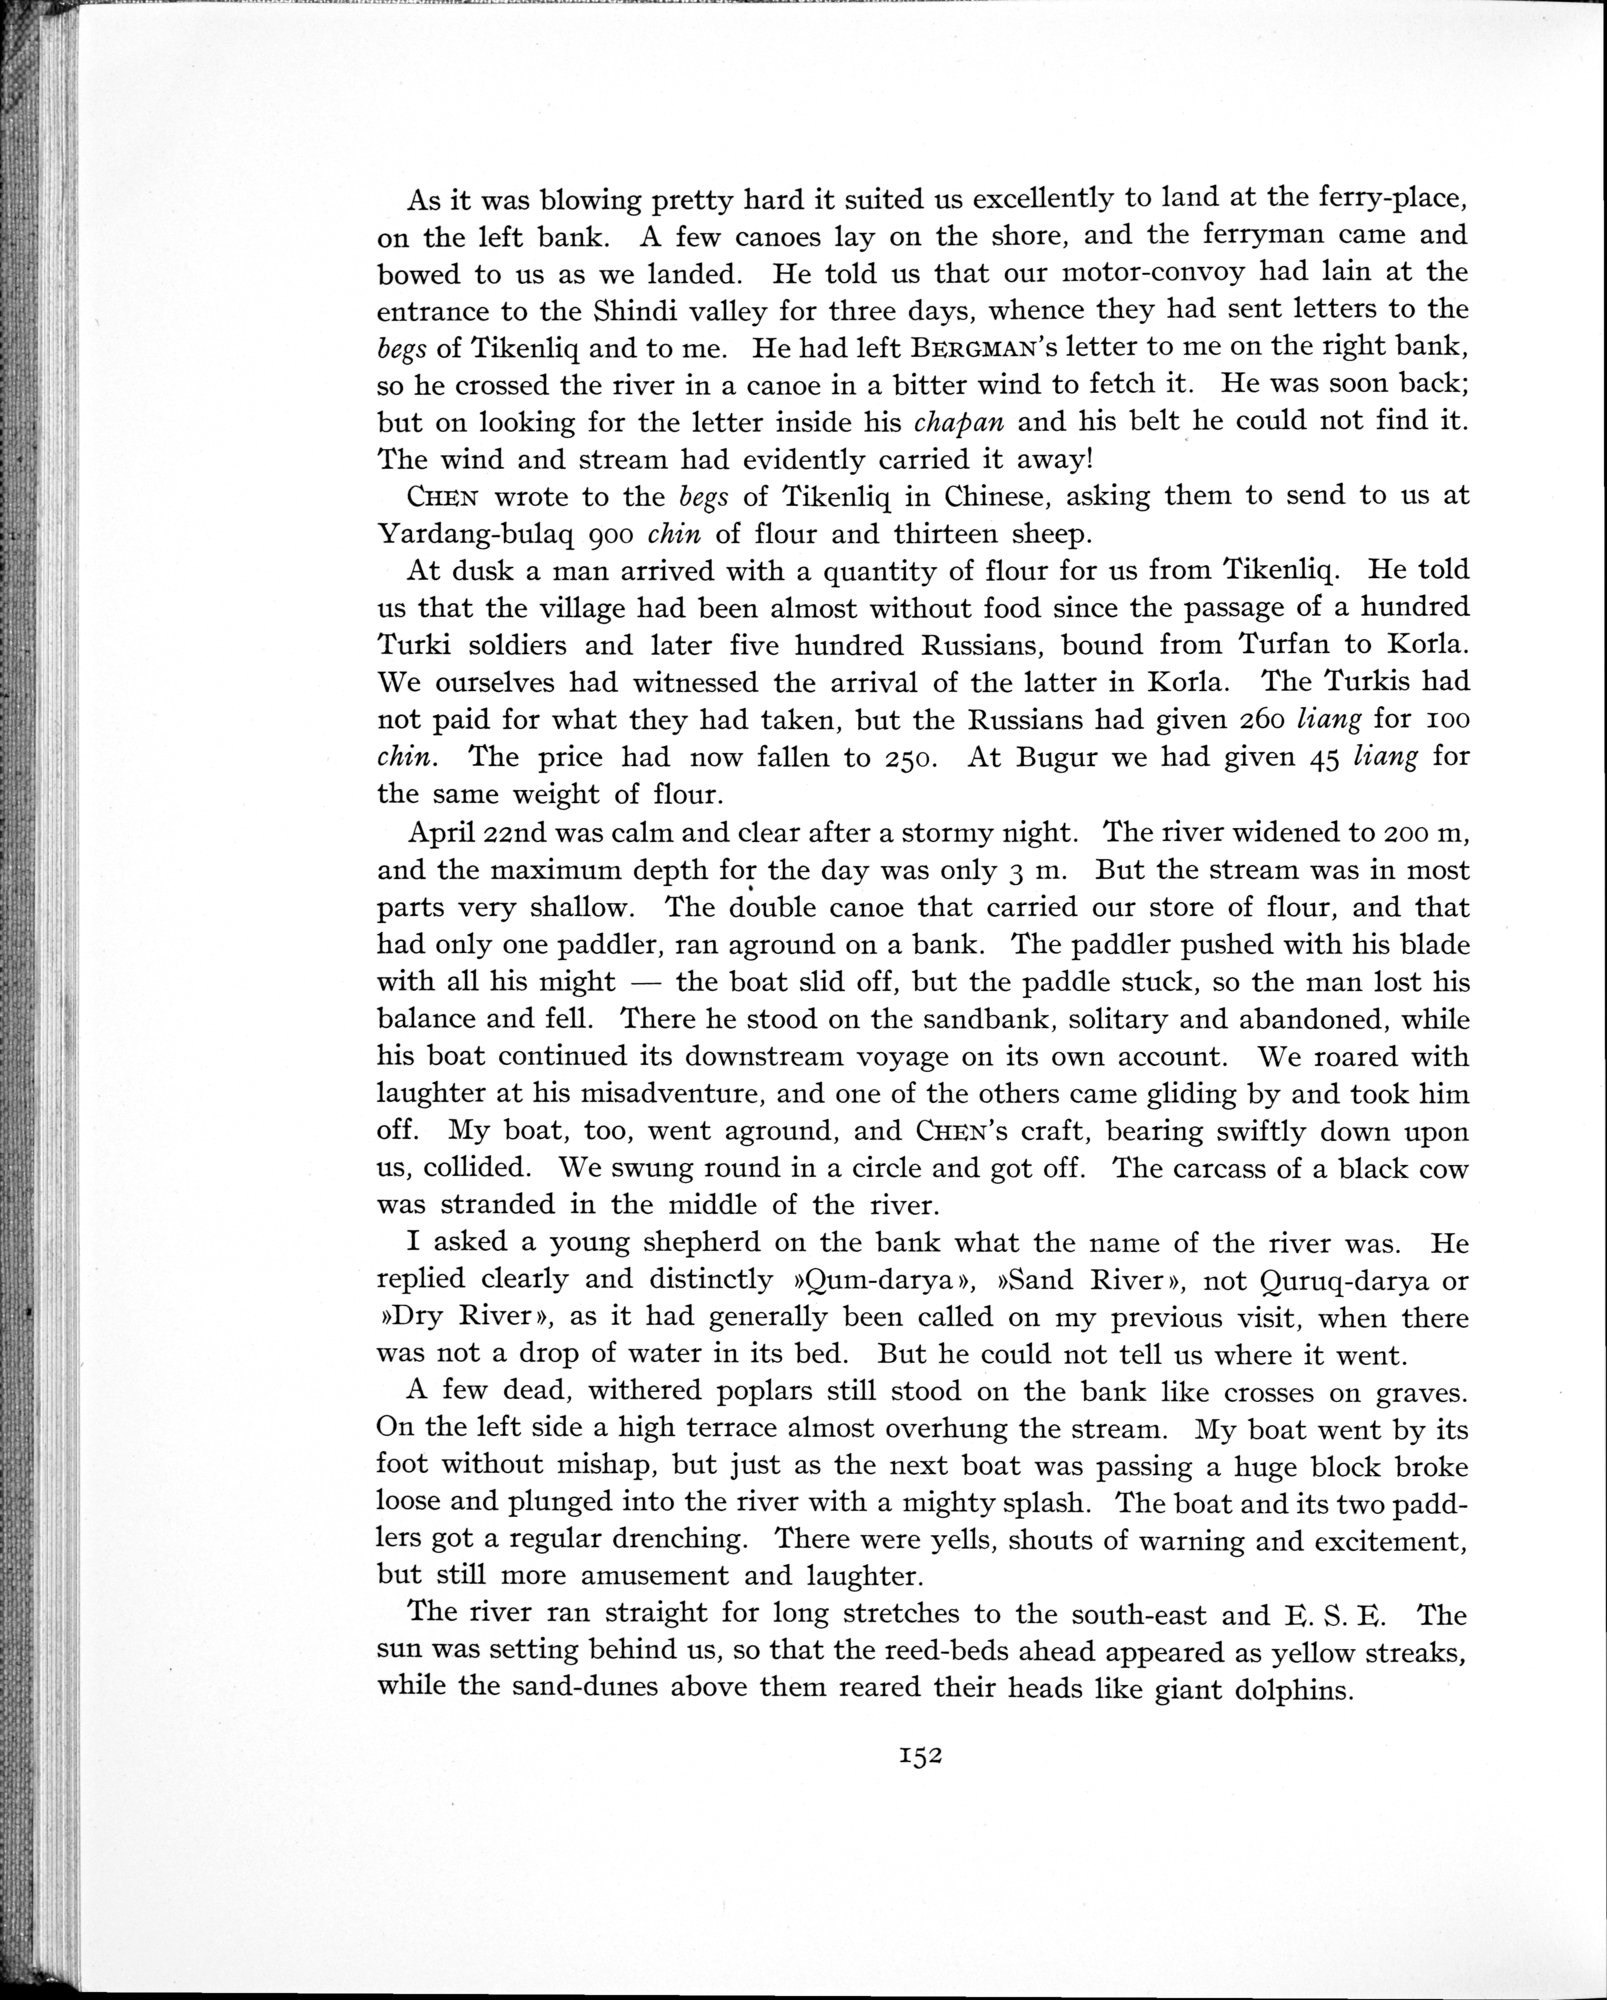 As it was blowing pretty hard it suited us excellently to land at the ferry-place,
on the left bank. A few canoes lay on the shore, and the ferryman came and
bowed to us as we landed. He told us that our motor-convoy had lain at the
entrance to the Shindi valley for three days, whence they had sent letters to the
begs of Tikenliq and to me. He had left BERGMAN's letter to me on the right bank,
so he crossed the river in a canoe in a bitter wind to fetch it. He was soon back;
but on looking for the letter inside his chapan and his belt he could not find it.
The wind and stream had evidently carried it away!
CHEN wrote to the begs of Tikenliq in Chinese, asking them to send to us at
Yardang-bulaq 900 chin of flour and thirteen sheep.
At dusk a man arrived with a quantity of flour for us from Tikenliq. He told
us that the village had been almost without food since the passage of a hundred
Turki soldiers and later five hundred Russians, bound from Turfan to Korla.
We ourselves had witnessed the arrival of the latter in Korla. The Turkis had
not paid for what they had taken, but the Russians had given 260 liang for 100
chin. The price had now fallen to 250. At Bugur we had given 45 liang for
the same weight of flour.
April 22nd was calm and clear after a stormy night. The river widened to 200 m,
and the maximum depth for the day was only 3 m. But the stream was in most
parts very shallow. The double canoe that carried our store of flour, and that
had only one paddler, ran aground on a bank. The paddler pushed with his blade
with all his might — the boat slid off, but the paddle stuck, so the man lost his
balance and fell. There he stood on the sandbank, solitary and abandoned, while
his boat continued its downstream voyage on its own account. We roared with
laughter at his misadventure, and one of the others came gliding by and took him
off. My boat, too, went aground, and CHEN's craft, bearing swiftly down upon
us, collided. We swung round in a circle and got off. The carcass of a black cow
was stranded in the middle of the river.
I asked a young shepherd on the bank what the name of the river was. He
replied clearly and distinctly »Qum-darya», »Sand River», not Quruq-darya or
»Dry River», as it had generally been called on my previous visit, when there
was not a drop of water in its bed. But he could not tell us where it went.
A few dead, withered poplars still stood on the bank like crosses on graves.
On the left side a high terrace almost overhung the stream. My boat went by its
foot without mishap, but just as the next boat was passing a huge block broke
loose and plunged into the river with a mighty splash. The boat and its two padd-
lers got a regular drenching. There were yells, shouts of warning and excitement,
but still more amusement and laughter.
The river ran straight for long stretches to the south-east and E. S. E. The
sun was setting behind us, so that the reed-beds ahead appeared as yellow streaks,
while the sand-dunes above them reared their heads like giant dolphins.
152